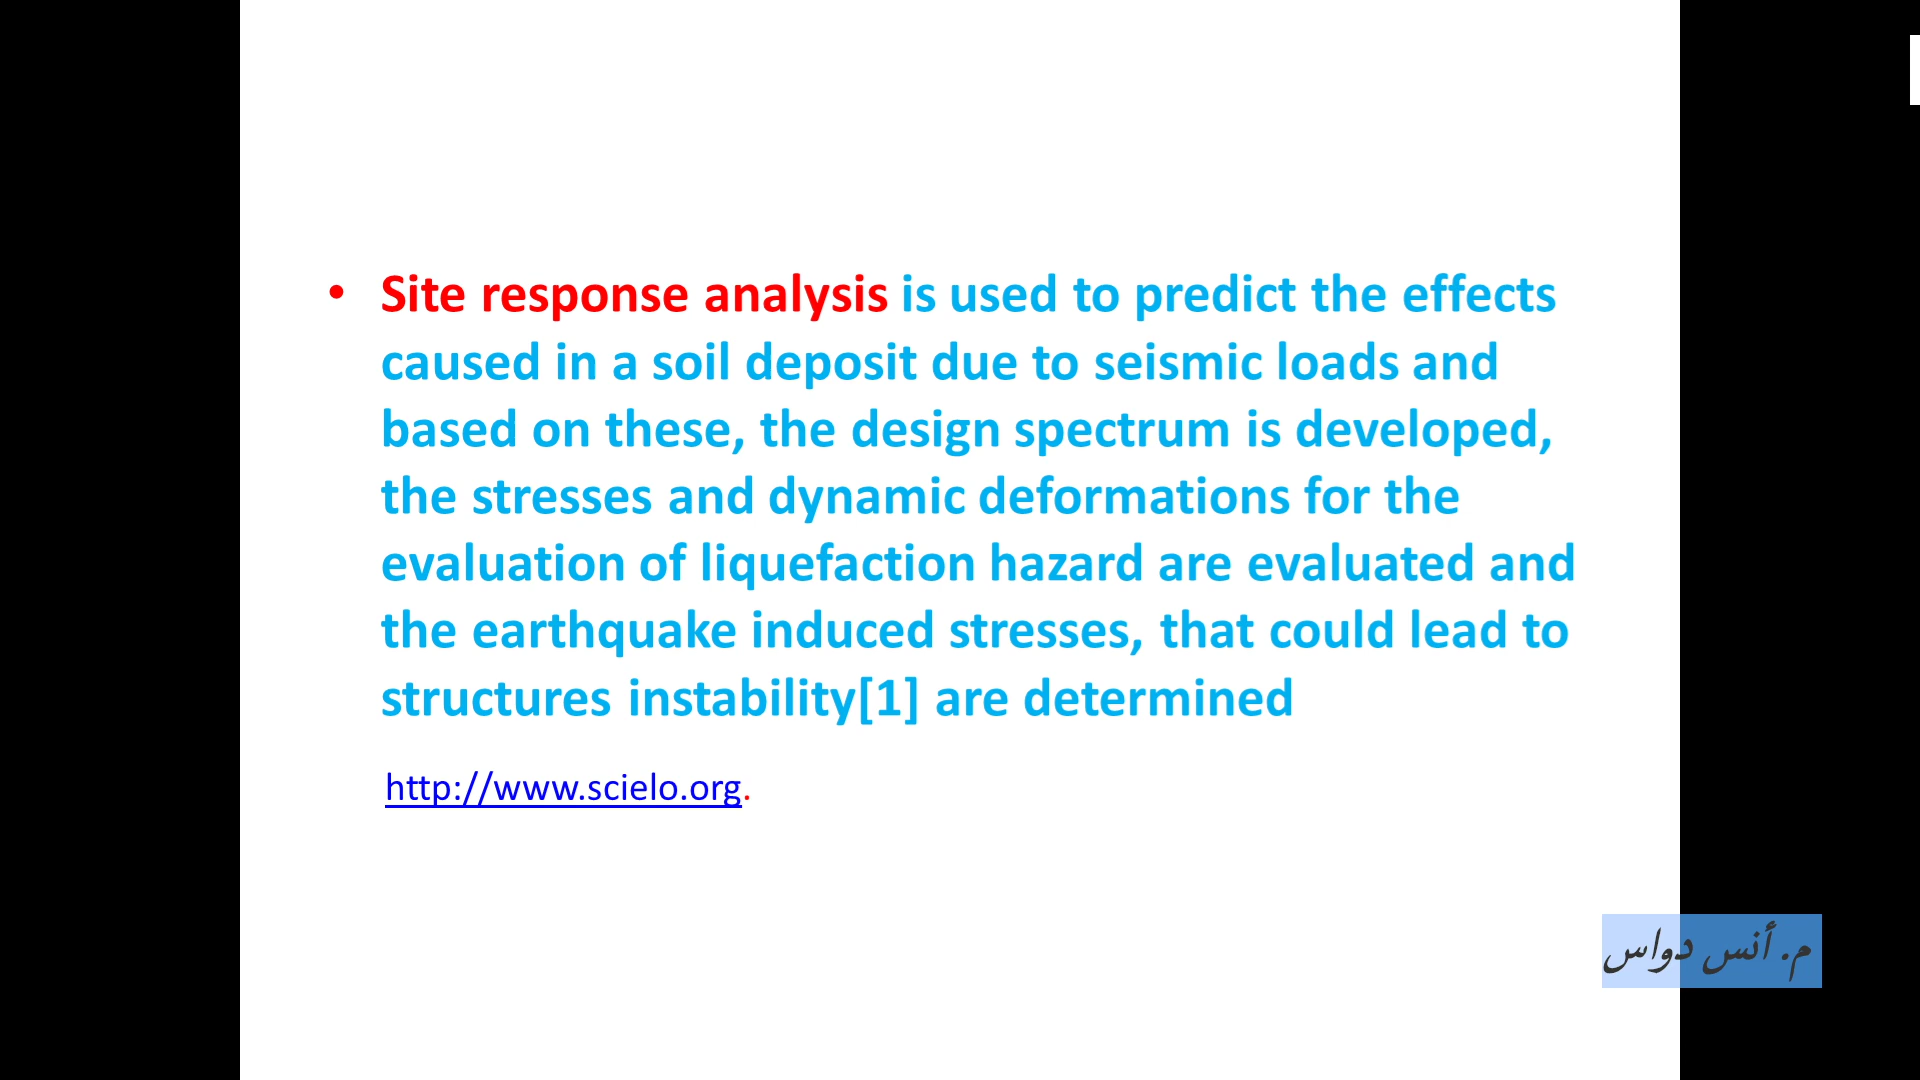 • Site response analysis is used to predict the effects
caused in a soil deposit due to seismic loads and
based on these, the design spectrum is developed,
the stresses and dynamic deformations for the
evaluation of liquefaction hazard are evaluated and
the earthquake induced stresses, that could lead to
structures instability[1] are determined
http://www.scielo.org.
م. أنس دواس